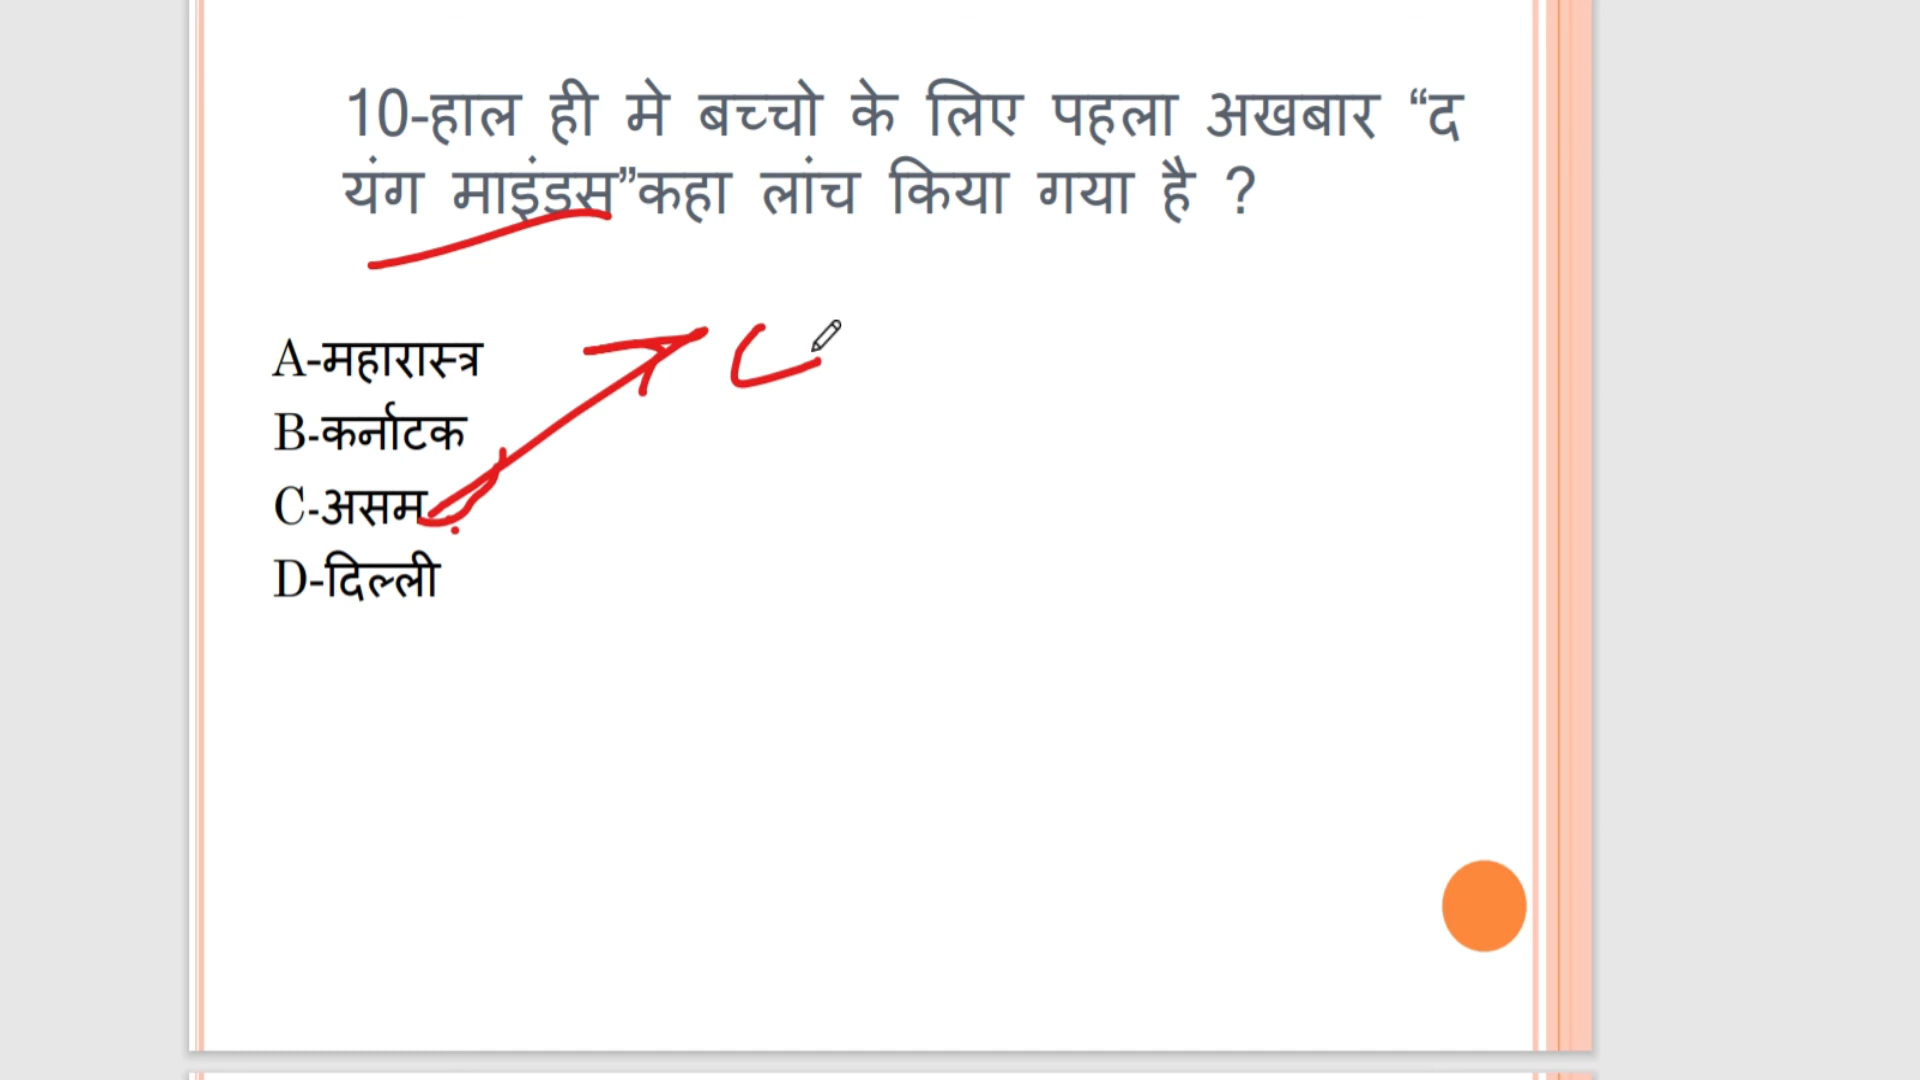 10-हाल ही मे बच्चो के लिए पहला अखबार “द
यंग माइंडस”कहा लांच किया गया है ?
A-महारास्त्र
B-कर्नाटक
C-असम
D-दिल्ली